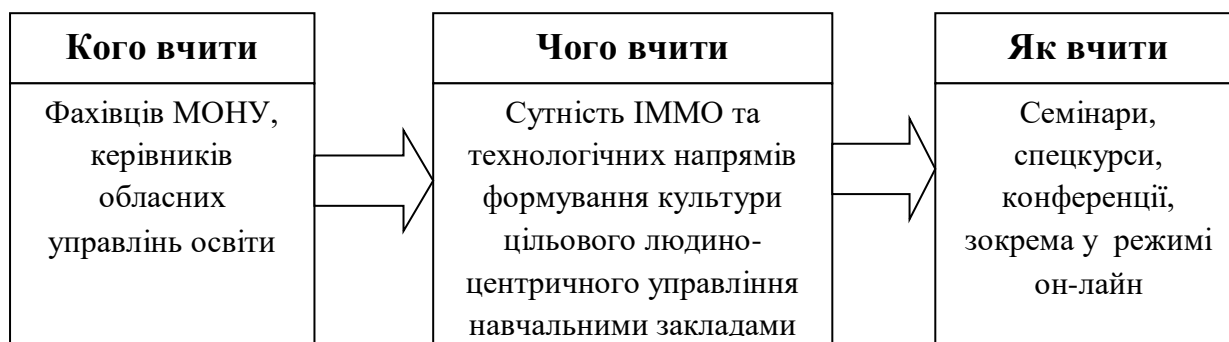 Кого вчити
Фахівців МОНУ,
керівників
обласних
управлінь освіти
Чого вчити
Сутність ІММО та
технологічних напрямів
формування культури
цільового людино-
центричного управління
навчальними закладами
Як вчити
Семінари,
спецкурси,
конференції,
зокрема у режимі
он-лайн